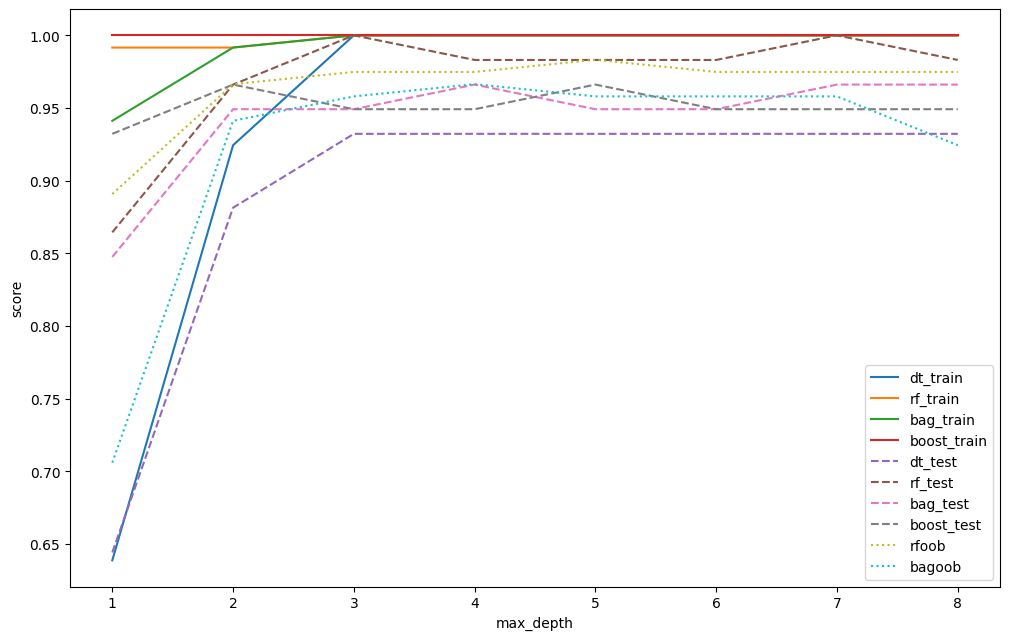 1.00
0.95
0.90
0.85
0.80
0.75
0.70
0.65
score
1 2 3 4 5 6 7 8
max_depth
dt_train
rf_train
bag_train
boost_train
dt_test
rf_test
bag_test
boost_test
rfoob
bagoob